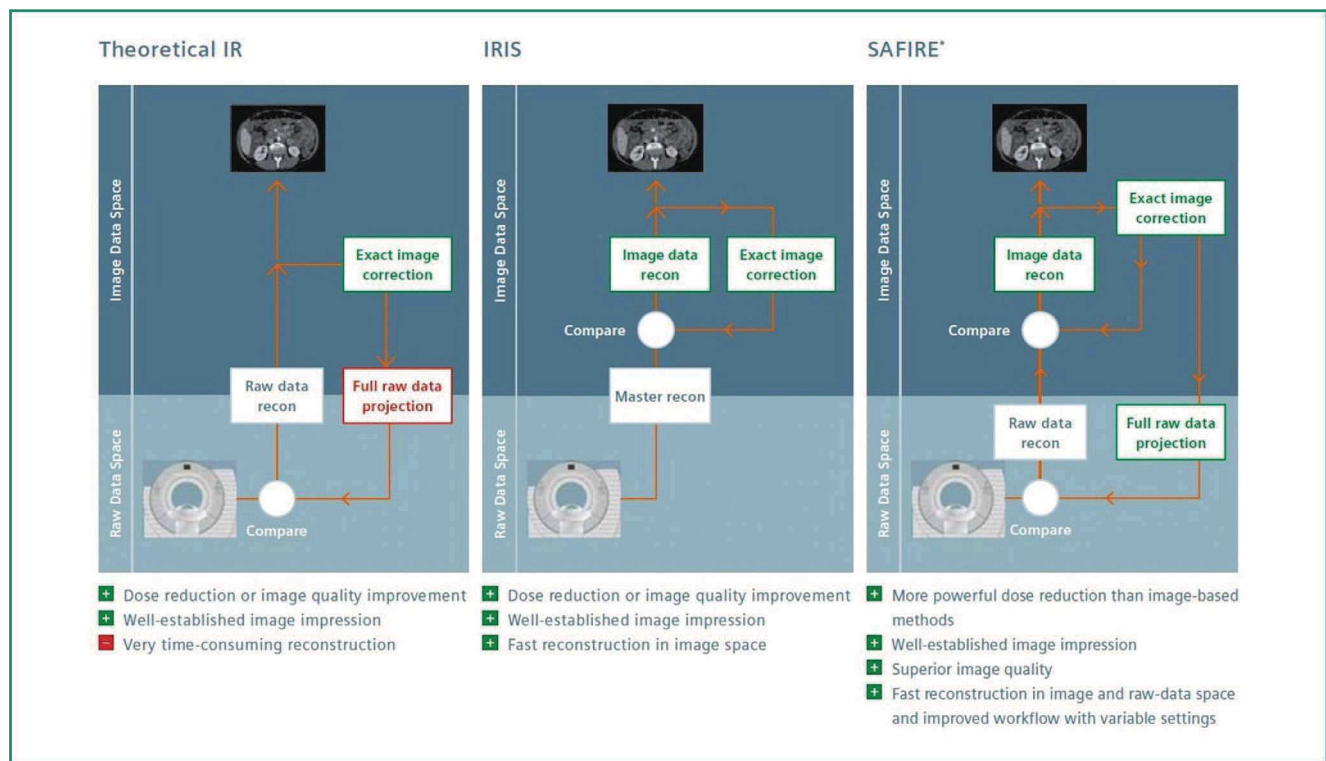 Theoretical IR
Image Data Space
Raw Data Space
Exact image
correction
Raw data
recon
Full raw data
projection
Compare
+ Dose reduction or image quality improvement
+ Well-established image impression
− Very time-consuming reconstruction
IRIS
Image Data Space
Raw Data Space
Image data
recon
Exact image
correction
Compare
Master recon
+ Dose reduction or image quality improvement
+ Well-established image impression
+ Fast reconstruction in image space
SAFIRE*
Image Data Space
Raw Data Space
Exact image
correction
Image data
recon
Compare
Raw data
recon
Full raw data
projection
Compare
+ More powerful dose reduction than image-based
methods
+ Well-established image impression
+ Superior image quality
+ Fast reconstruction in image and raw-data space
and improved workflow with variable settings